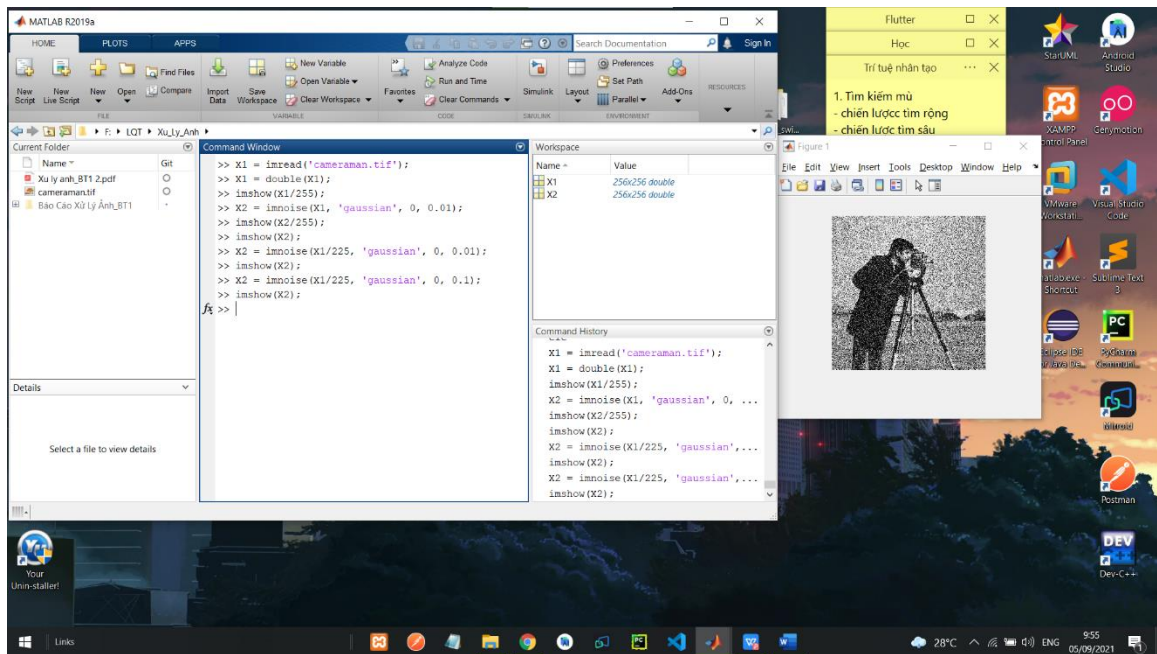 MATLAB R2019a
HOME PLOTS APPS
Search Documentation
Sign In
New Script
New Live Script
New
Open
Find Files
Compare
FILE
Import Data
Save Workspace
New Variable
Open Variable
Clear Workspace
VARIABLE
Favorites
Analyze Code
Run and Time
Clear Commands
CODE
Simulink
SIMULINK
Layout
Preferences
Set Path
Parallel
Add-Ons
ENVIRONMENT
RESOURCES
F: LQT Xu_Ly_Anh
Current Folder
Name Git
Xu ly anh_BT1 2.pdf
cameraman.tif
Báo Cáo Xử Lý Ảnh_BT1
Details
Select a file to view details
Command Window
>> X1 = imread('cameraman.tif');
>> X1 = double(X1);
>> imshow(X1/255);
>> X2 = imnoise(X1, 'gaussian', 0, 0.01);
>> imshow(X2/255);
>> imshow(X2);
>> X2 = imnoise(X1/225, 'gaussian', 0, 0.01);
>> imshow(X2);
>> X2 = imnoise(X1/225, 'gaussian', 0, 0.1);
>> imshow(X2);
fx >>
Workspace
Name Value
X1 256x256 double
X2 256x256 double
Command History
X1 = imread('cameraman.tif');
X1 = double(X1);
imshow(X1/255);
X2 = imnoise(X1, 'gaussian', 0, ...
imshow(X2/255);
imshow(X2);
X2 = imnoise(X1/225, 'gaussian',...
imshow(X2);
X2 = imnoise(X1/225, 'gaussian',...
imshow(X2);
Flutter
Học
Trí tuệ nhân tạo
1. Tìm kiếm mù
- chiến lượcc tìm rộng
- chiến lược tìm sâu
Figure 1
File Edit View Insert Tools Desktop Window Help
StarUML
Android Studio
XAMPP
Genymotion
VMware
Visual Studio Code
Shortcut
Sublime Text 3
PyCharm
Postman
Dev-C++
Your Unin-staller!
Links
28°C
ENG
9:55
05/09/2021